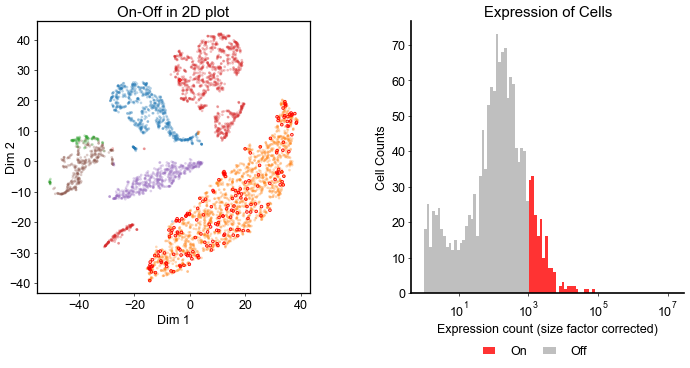 On-Off in 2D plot
Dim 2
40
30
20
10
0
−10
−20
−30
−40
−40 −20 0 20 40
Dim 1
Expression of Cells
Cell Counts
70
60
50
40
30
20
10
0
10^1 10^3 10^5 10^7
Expression count (size factor corrected)
On Off